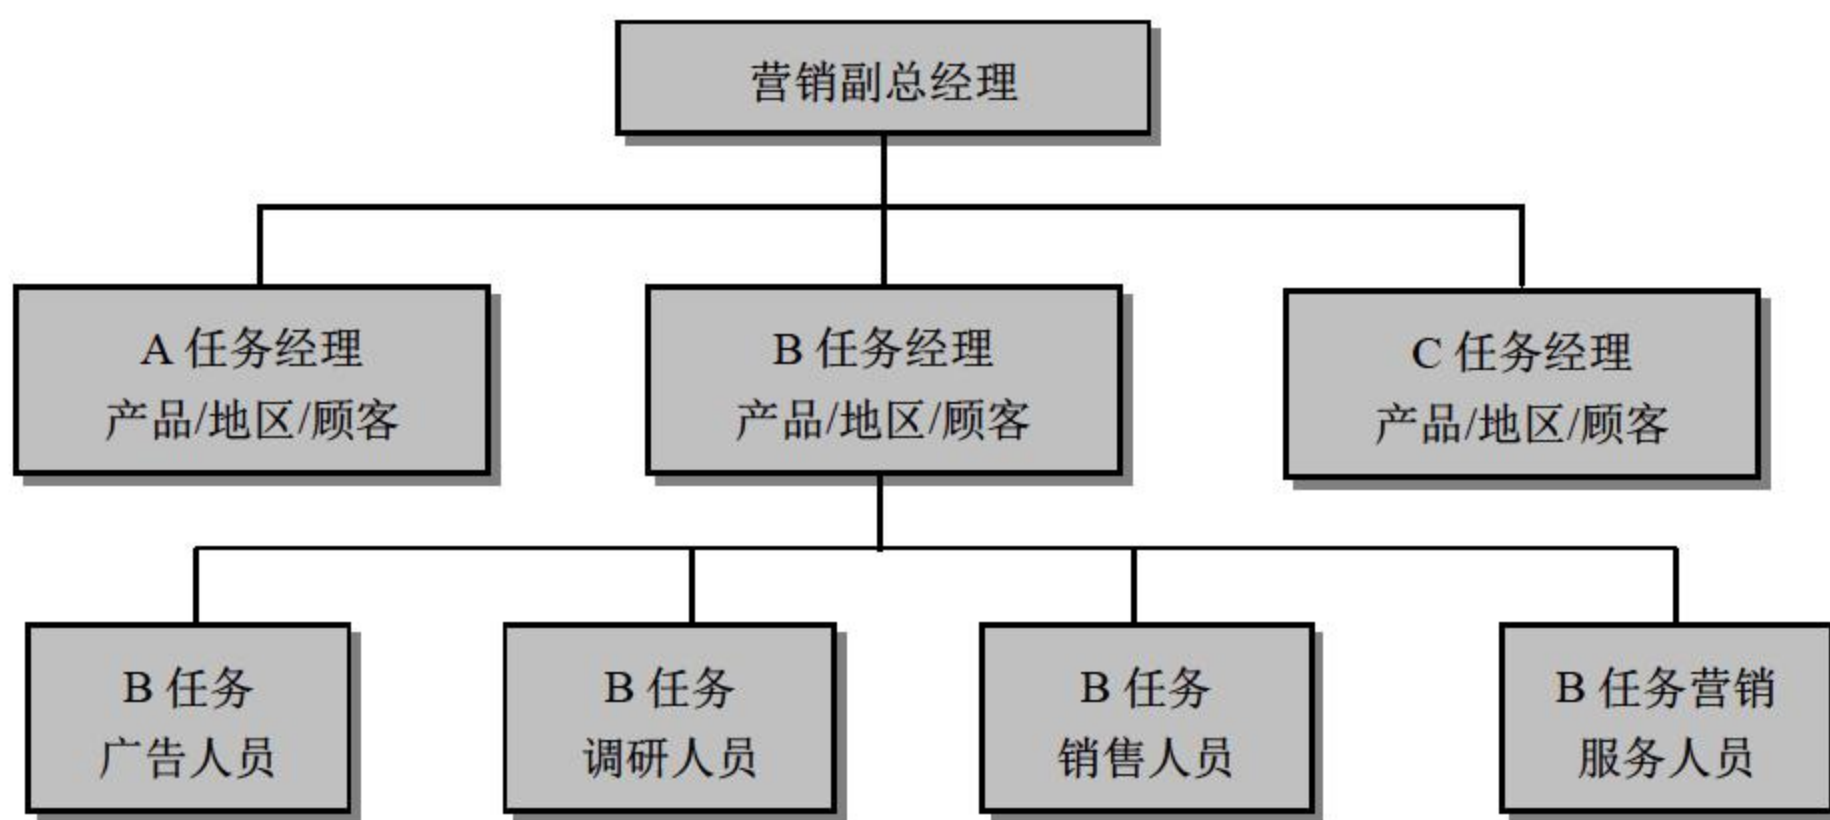 营销副总经理
A 任务经理
产品/地区/顾客
B 任务经理
产品/地区/顾客
C 任务经理
产品/地区/顾客
B 任务
广告人员
B 任务
调研人员
B 任务
销售人员
B 任务营销
服务人员